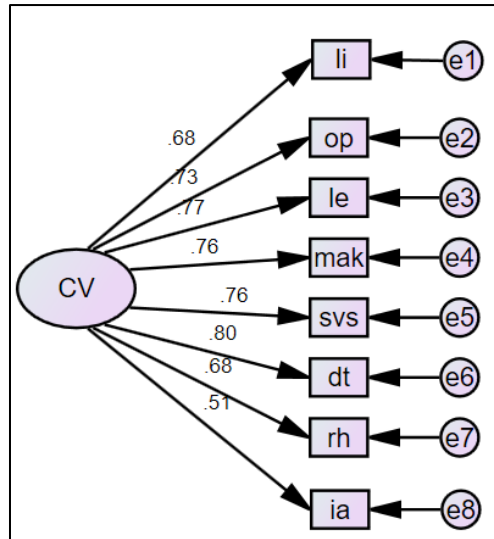 li
e1
.68
op
e2
.73
le
e3
.77
mak
e4
.76
CV
svs
e5
.76
dt
e6
.80
rh
e7
.68
ia
e8
.51